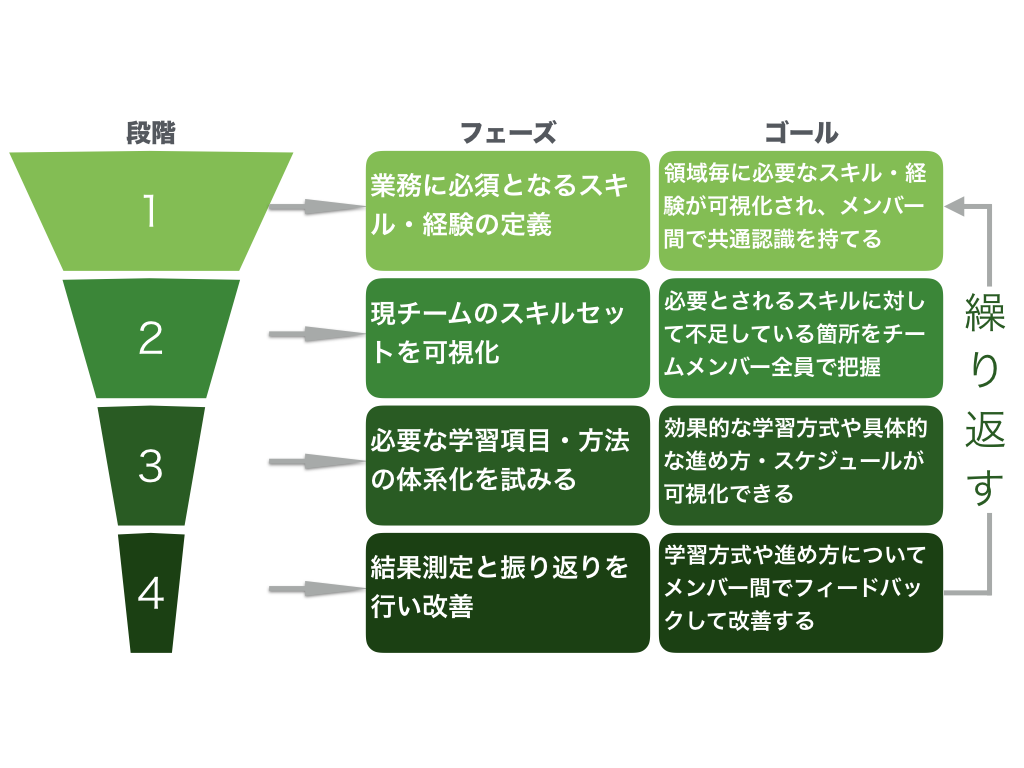 段階
フェーズ
ゴール
1
業務に必須となるスキ
ル・経験の定義
領域毎に必要なスキル・経
験が可視化され、メンバー
間で共通認識を持てる
2
現チームのスキルセッ
トを可視化
必要とされるスキルに対し
て不足している箇所をチー
ムメンバー全員で把握
3
必要な学習項目・方法
の体系化を試みる
効果的な学習方式や具体的
な進め方・スケジュールが
可視化できる
4
結果測定と振り返りを
行い改善
学習方式や進め方について
メンバー間でフィードバッ
クして改善する
繰り返す